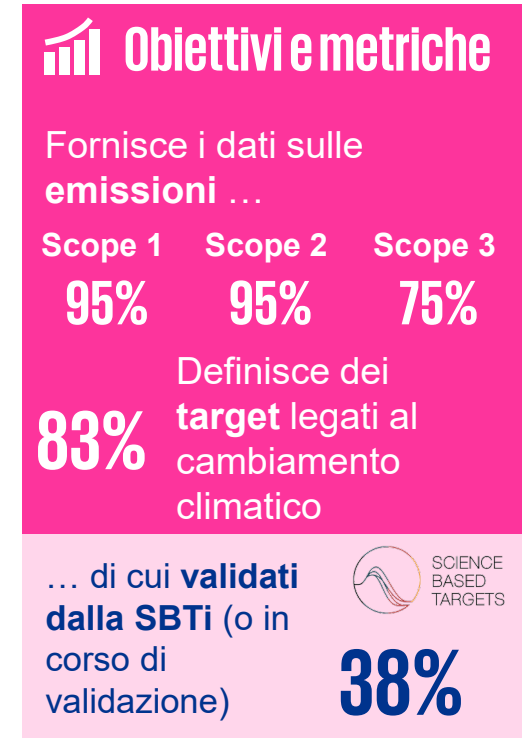 Obiettivi e metriche
Fornisce i dati sulle
emissioni …
Scope 1 Scope 2 Scope 3
95% 95% 75%
83%
Definisce dei
target legati al
cambiamento
climatico
… di cui validati
dalla SBTi (o in
corso di
validazione)
SCIENCE
BASED
TARGETS
38%